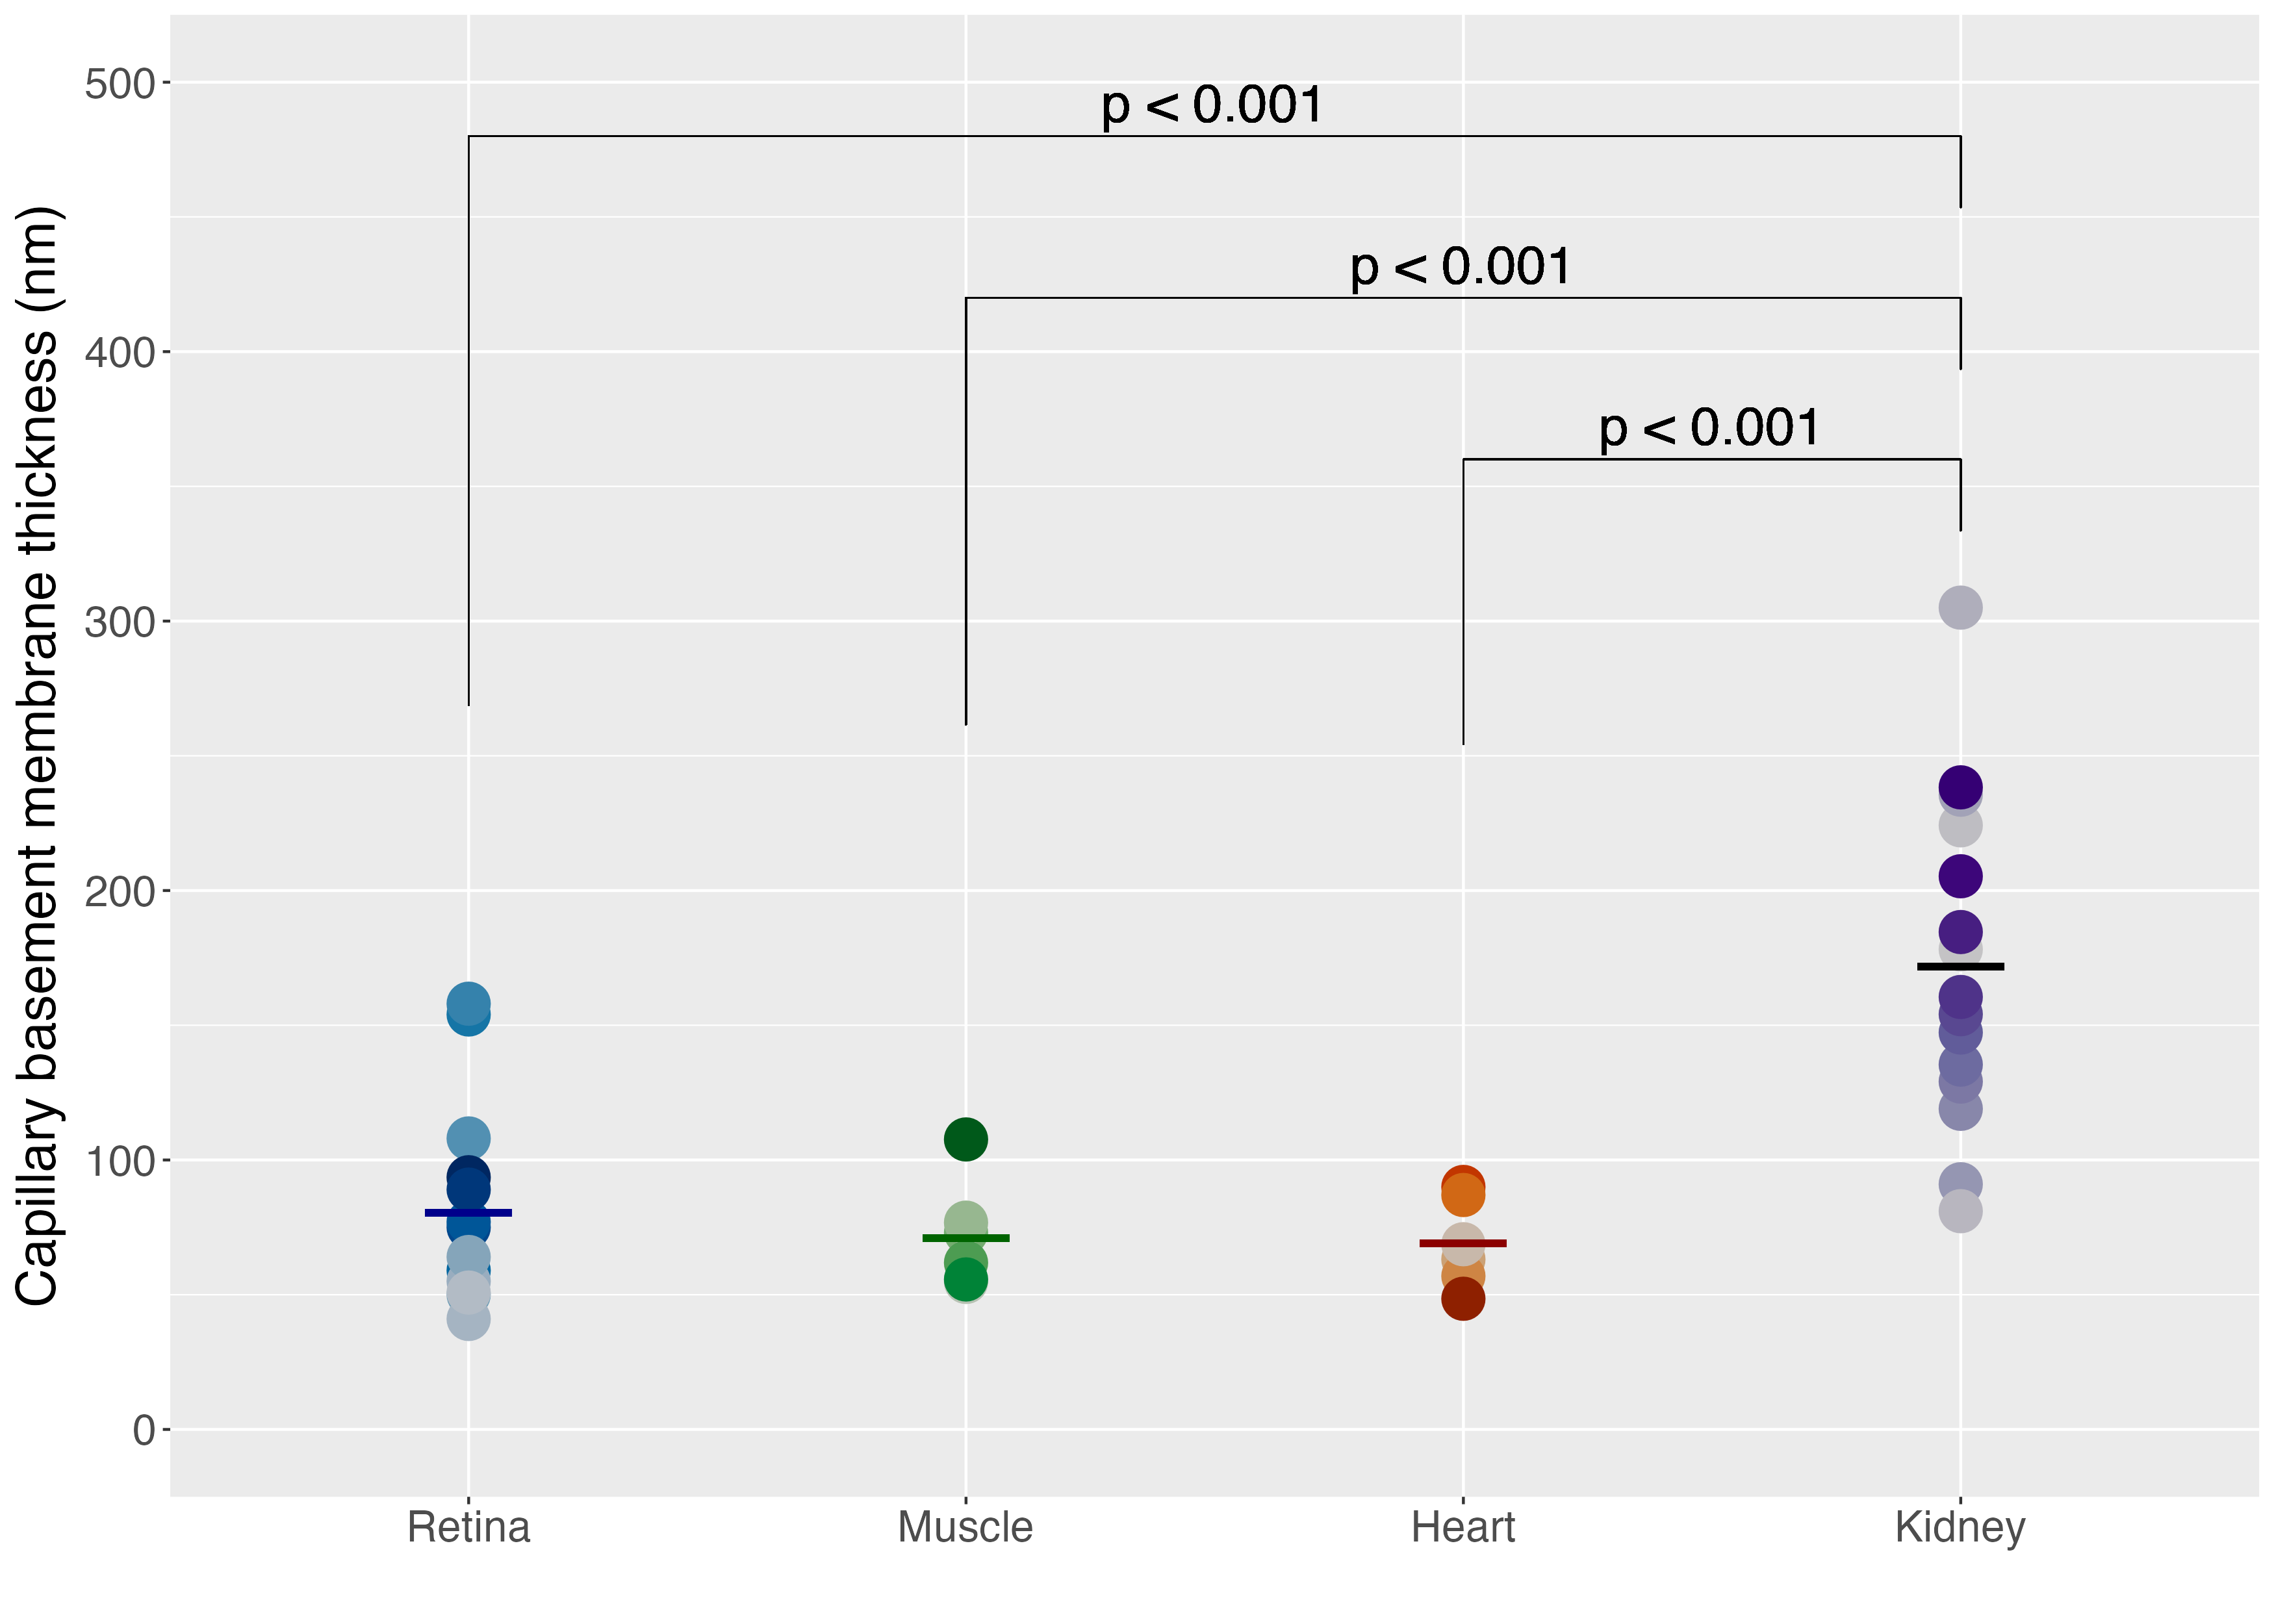 Capillary basement membrane thickness (nm)
500
400
300
200
100
0
p < 0.001
p < 0.001
p < 0.001
Retina
Muscle
Heart
Kidney